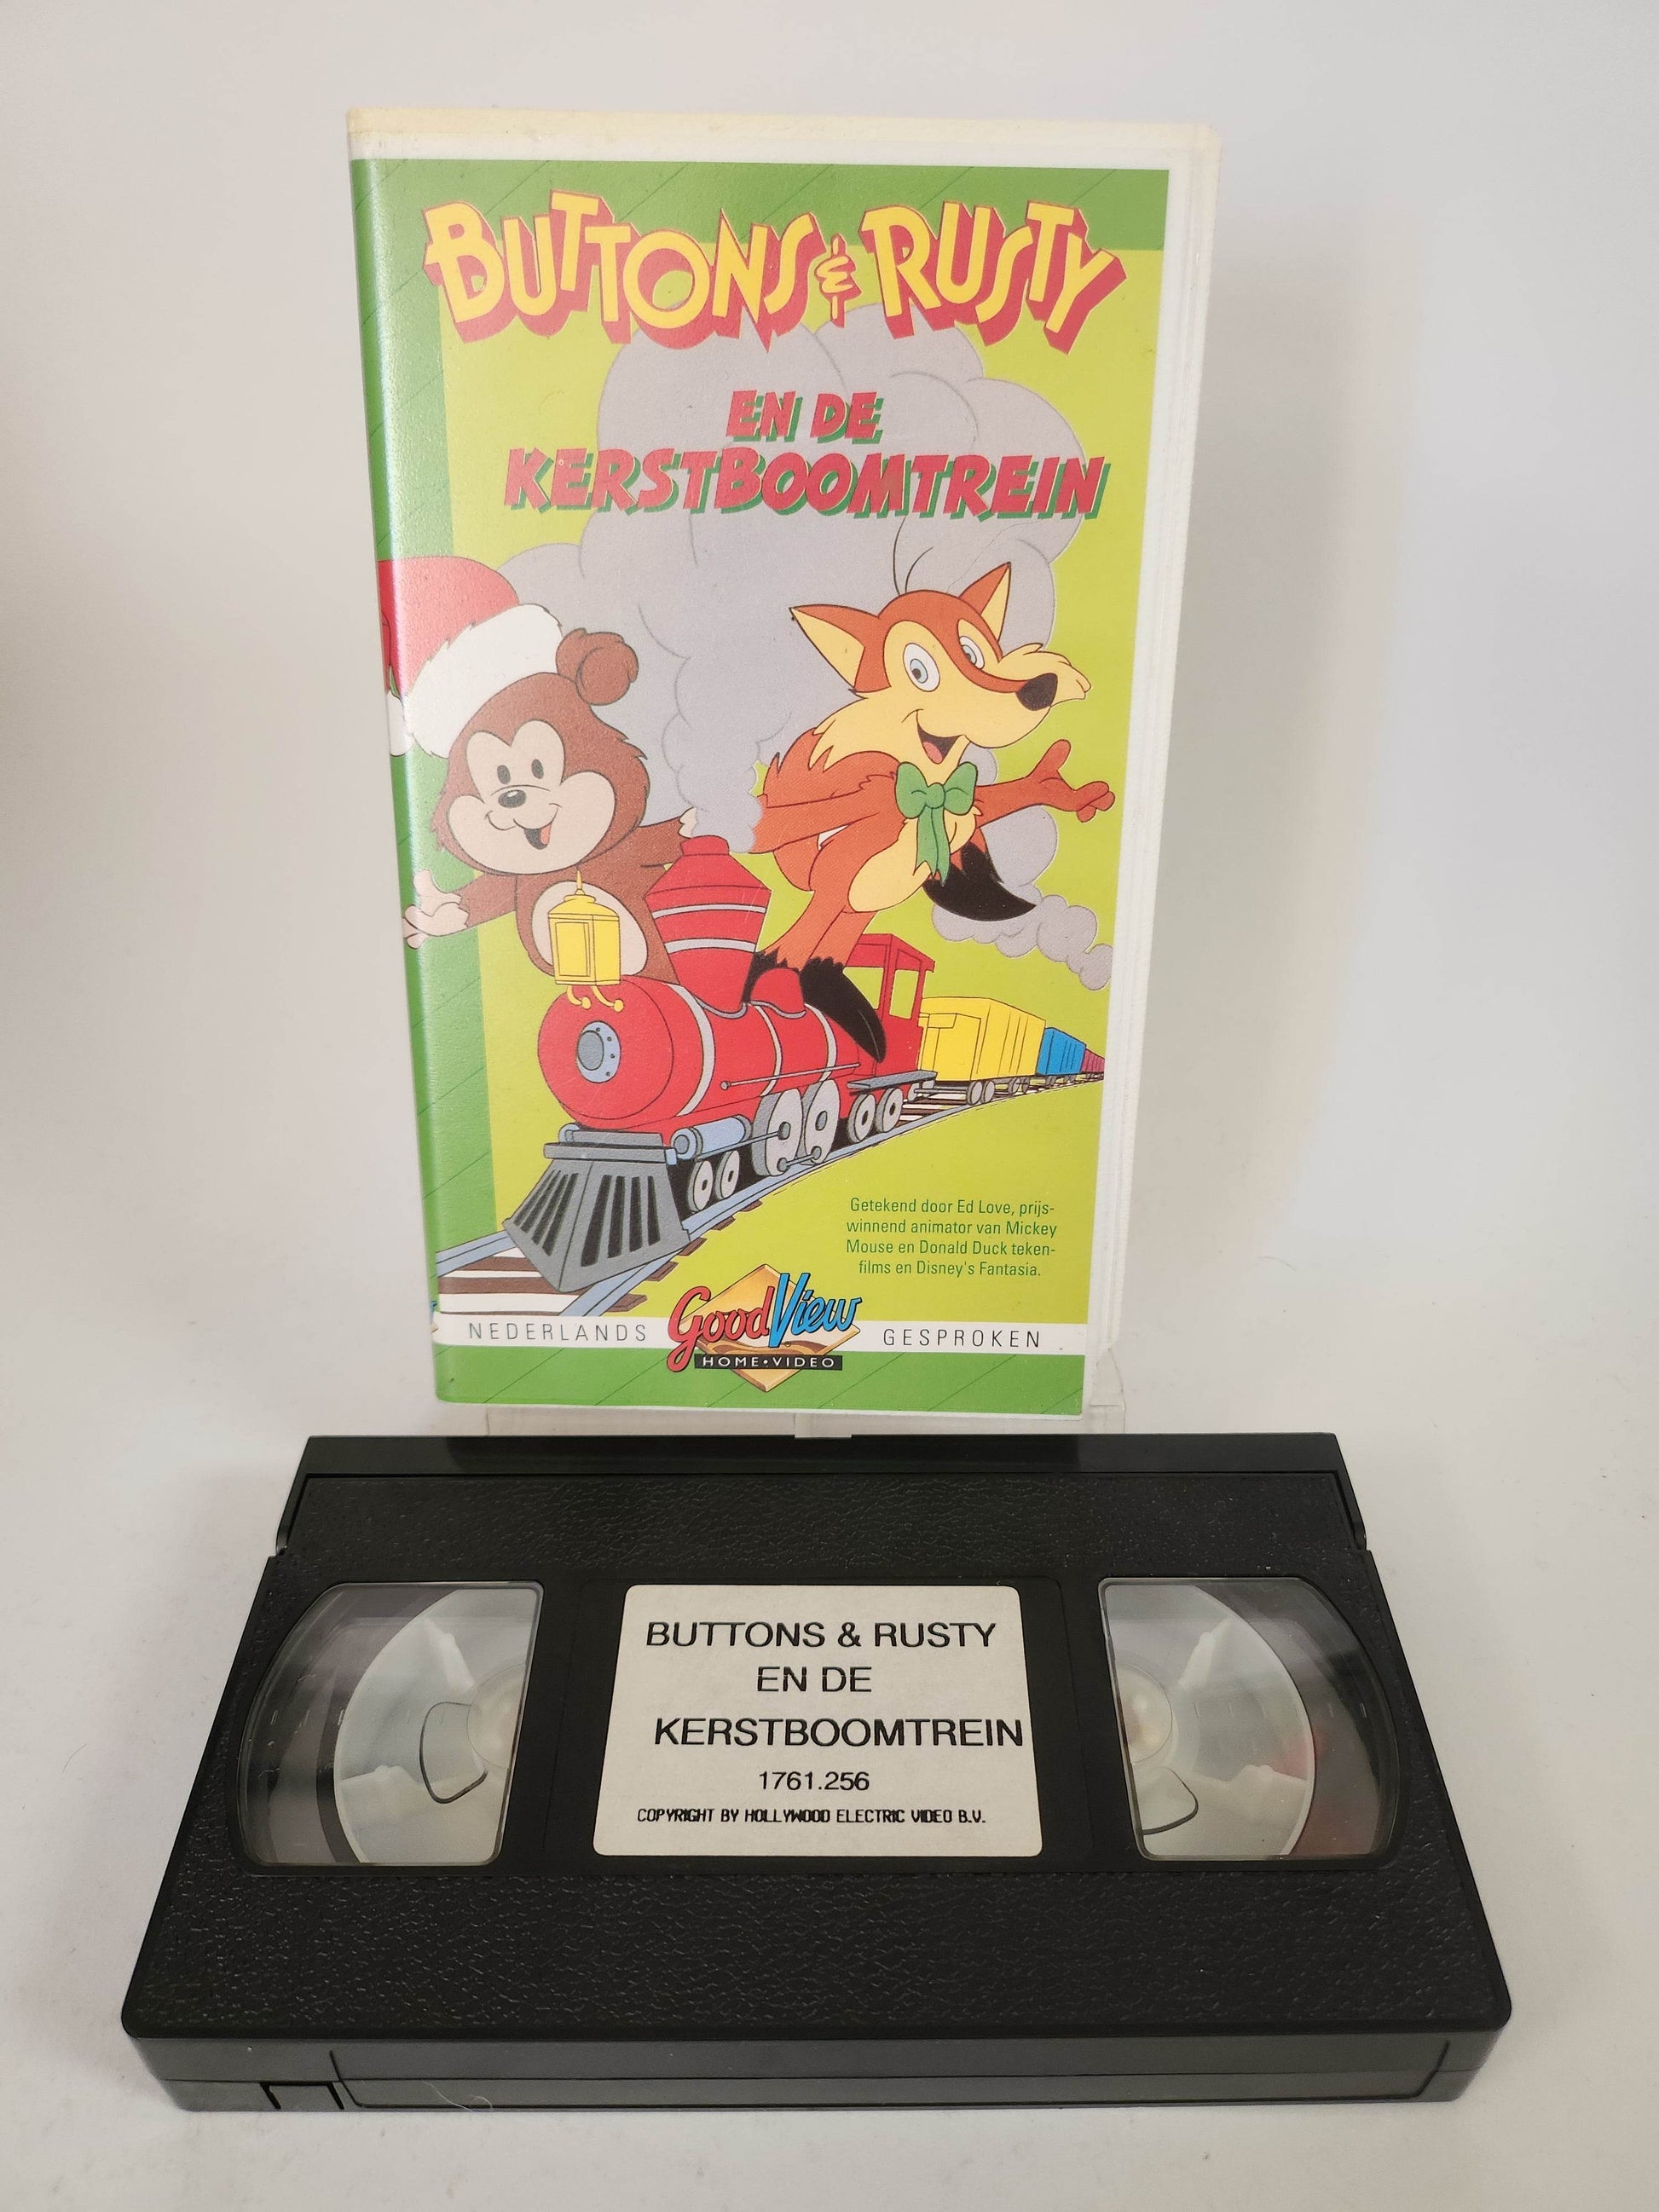 BUTTONS & RUSTY
EN DE
KERSTBOOMTREIN
Getekend door Ed Love, prijs-
winnend animator van Mickey
Mouse en Donald Duck teken-
films en Disney's Fantasia.
NEDERLANDS GoodView GESPROKEN
HOME•VIDEO
BUTTONS & RUSTY
EN DE
KERSTBOOMTREIN
1761.256
COPYRIGHT BY HOLLYWOOD ELECTRIC VIDEO B.V.